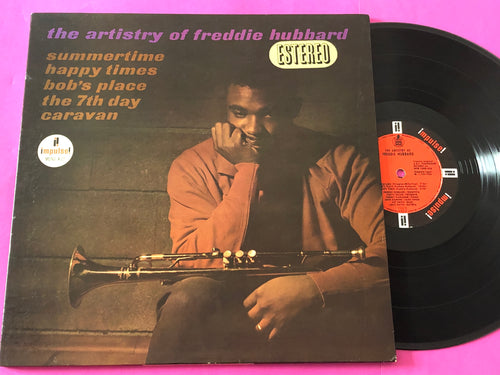 the artistry of freddie hubbard
ESTEREO
summertime
happy times
bob's place
the 7th day
caravan
impulse!
impulse!
THE ARTISTRY OF
FREDDIE HUBBARD
impulse!